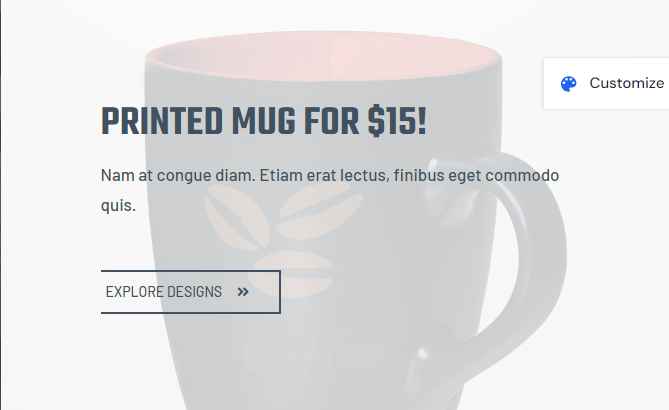 PRINTED MUG FOR $15!
Customize
Nam at congue diam. Etiam erat lectus, finibus eget commodo
quis.
EXPLORE DESIGNS